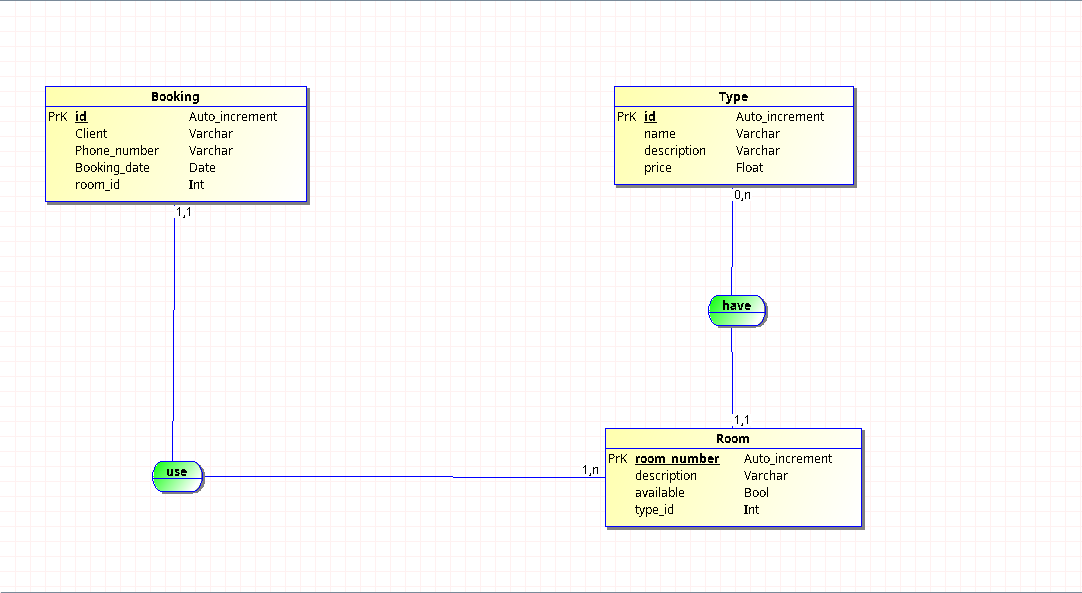 Booking
PrK id Auto_increment
Client Varchar
Phone_number Varchar
Booking_date Date
room_id Int
1,1
Type
PrK id Auto_increment
name Varchar
description Varchar
price Float
0,n
have
1,1
Room
PrK room_number Auto_increment
description Varchar
available Bool
type_id Int
use
1,n